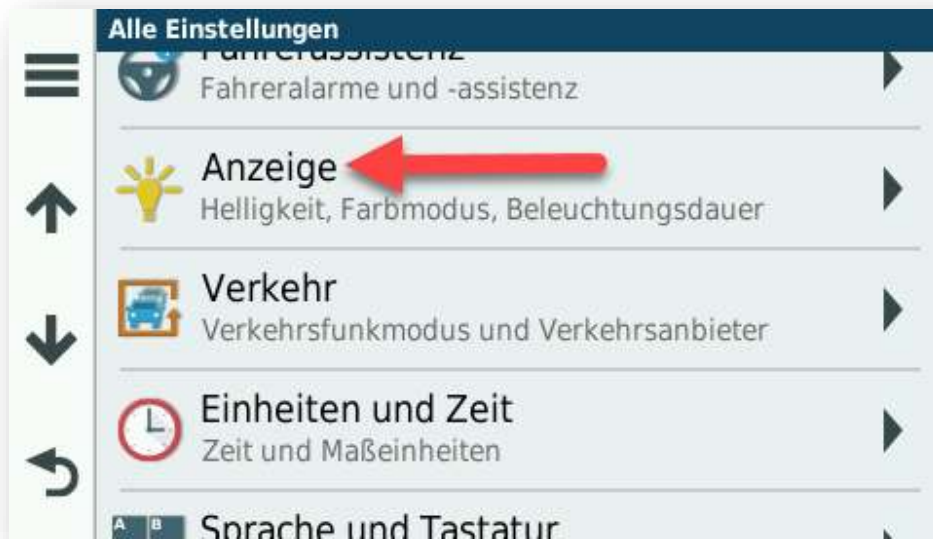 Alle Einstellungen
Fahrerassistenz
Fahreralarme und -assistenz
Anzeige
Helligkeit, Farbmodus, Beleuchtungsdauer
Verkehr
Verkehrsfunkmodus und Verkehrsanbieter
Einheiten und Zeit
Zeit und Maßeinheiten
A B
Sprache und Tastatur